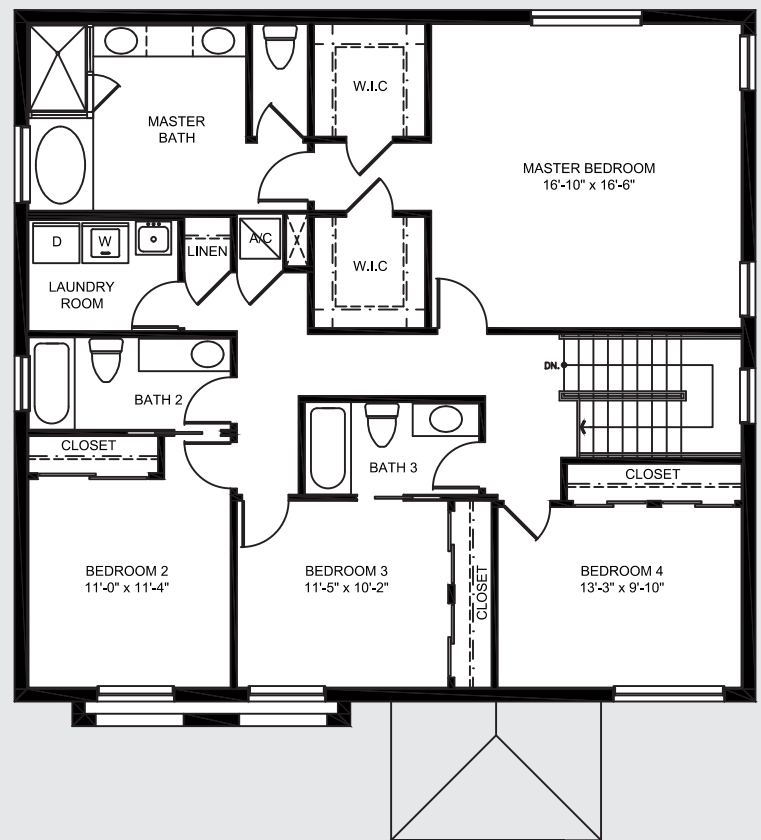 W.I.C
MASTER
BATH
MASTER BEDROOM
16'-10" x 16'-6"
D
W
LINEN
A/C
W.I.C
LAUNDRY
ROOM
DN.
BATH 2
CLOSET
BATH 3
CLOSET
BEDROOM 2
11'-0" x 11'-4"
BEDROOM 3
11'-5" x 10'-2"
CLOSET
BEDROOM 4
13'-3" x 9'-10"